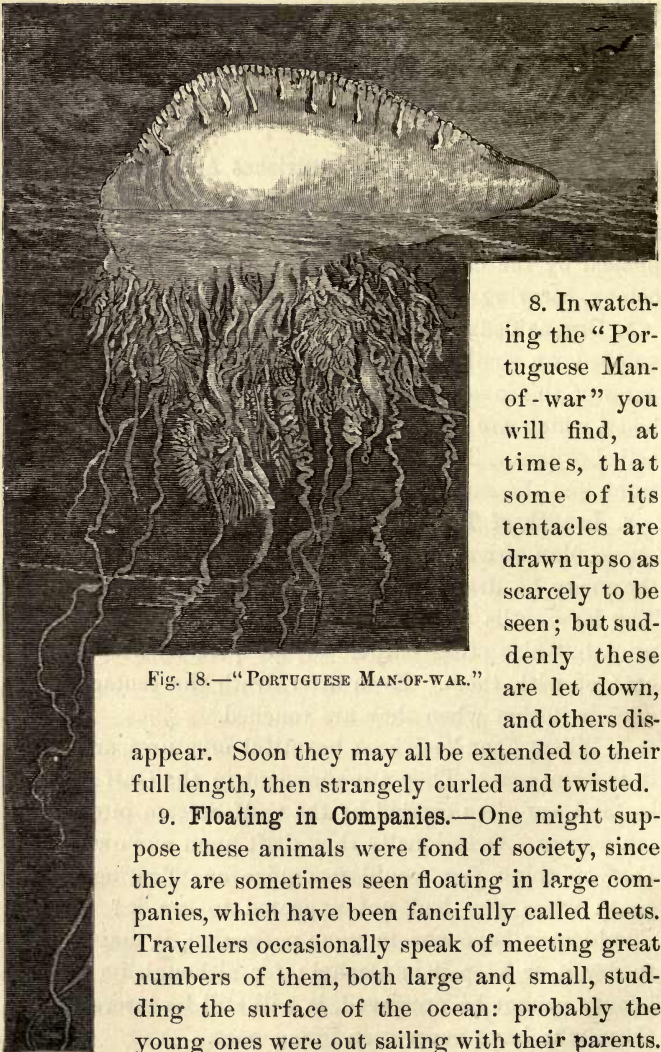 8. In watch-
ing the “Por-
tuguese Man-
of-war” you
will find, at
times, that
some of its
tentacles are
drawn up so as
scarcely to be
seen; but sud-
denly these
are let down,
and others dis-
Fig. 18.—“Portuguese Man-of-war.”
appear. Soon they may all be extended to their
full length, then strangely curled and twisted.
9. Floating in Companies.—One might sup-
pose these animals were fond of society, since
they are sometimes seen floating in large com-
panies, which have been fancifully called fleets.
Travellers occasionally speak of meeting great
numbers of them, both large and small, stud-
ding the surface of the ocean: probably the
young ones were out sailing with their parents.